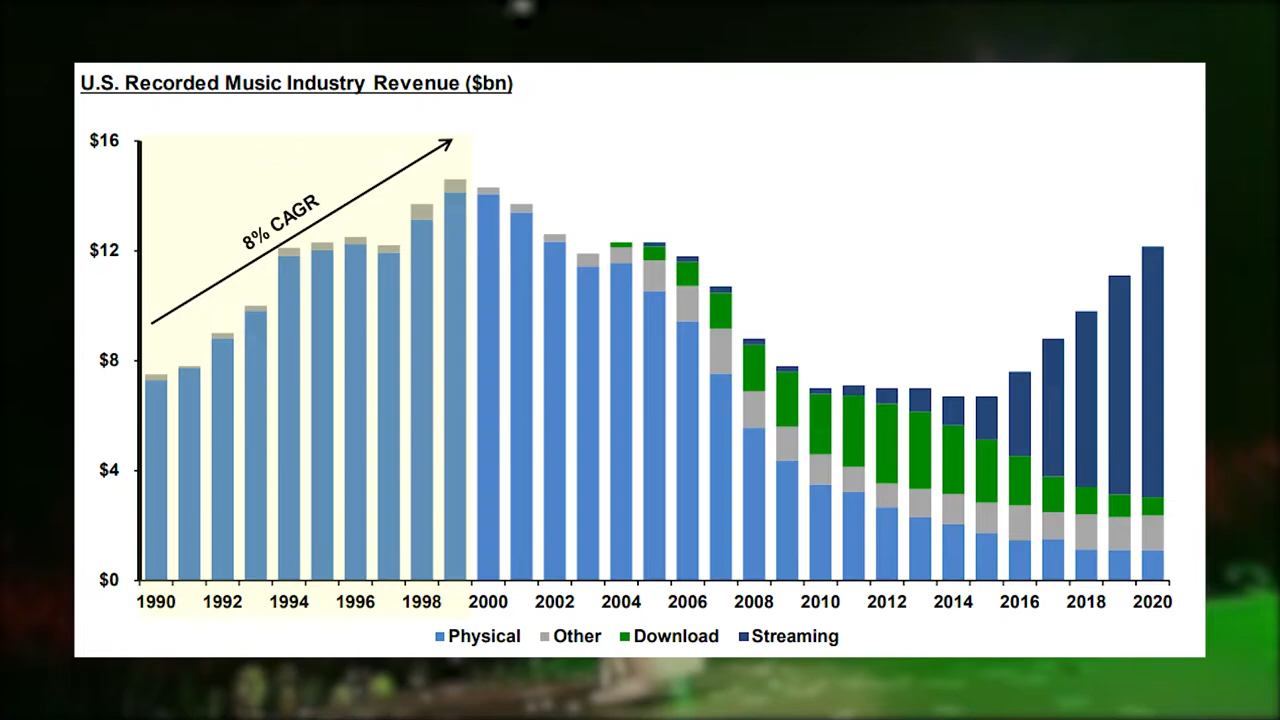 U.S. Recorded Music Industry Revenue ($bn)
$16
8% CAGR
$12
$8
$4
$0
1990 1992 1994 1996 1998 2000 2002 2004 2006 2008 2010 2012 2014 2016 2018 2020
Physical Other Download Streaming